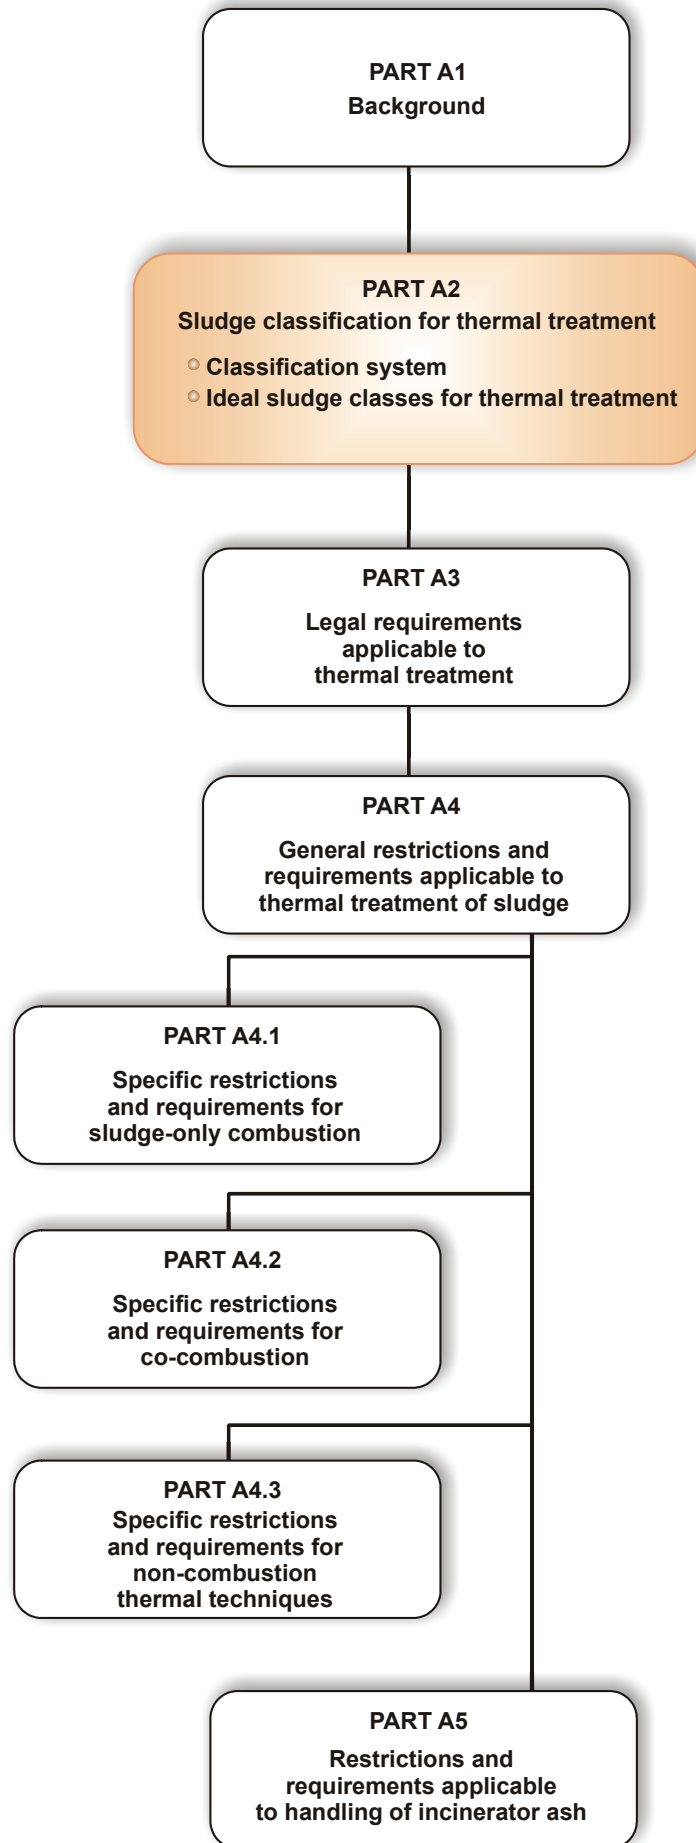 PART A1
Background
PART A2
Sludge classification for thermal treatment
Classification system
Ideal sludge classes for thermal treatment
PART A3
Legal requirements
applicable to
thermal treatment
PART A4
General restrictions and
requirements applicable to
thermal treatment of sludge
PART A4.1
Specific restrictions
and requirements for
sludge-only combustion
PART A4.2
Specific restrictions
and requirements for
co-combustion
PART A4.3
Specific restrictions
and requirements for
non-combustion
thermal techniques
PART A5
Restrictions and
requirements applicable
to handling of incinerator ash